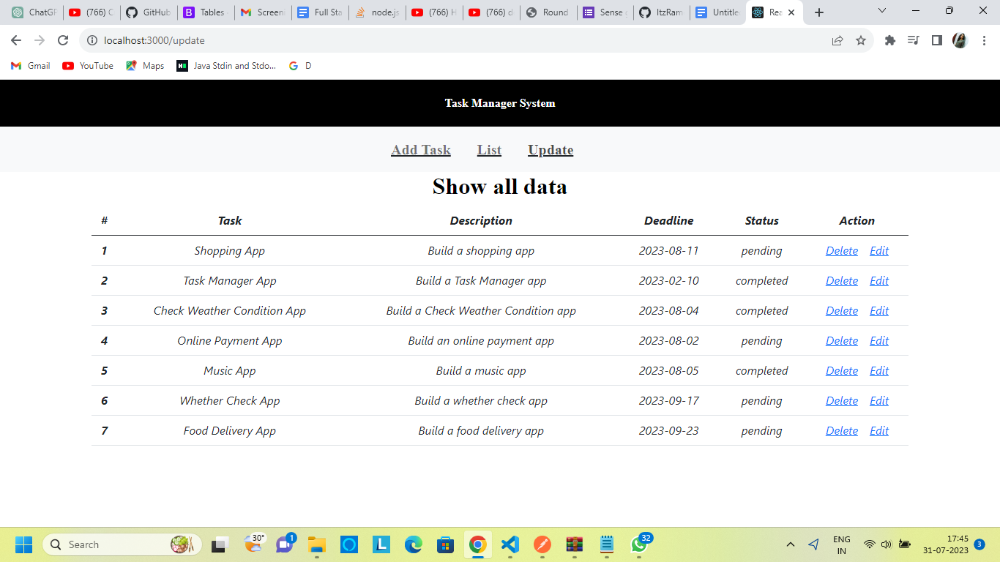 ChatGP (766) C GitHub Tables Screen Full Sta node.js (766) H (766) d Round Sense g ItzRam Untitle Rea
localhost:3000/update
Gmail YouTube Maps Java Stdin and Stdo... D
Task Manager System
Add Task List Update
Show all data
# Task Description Deadline Status Action
1 Shopping App Build a shopping app 2023-08-11 pending Delete Edit
2 Task Manager App Build a Task Manager app 2023-02-10 completed Delete Edit
3 Check Weather Condition App Build a Check Weather Condition app 2023-08-04 completed Delete Edit
4 Online Payment App Build an online payment app 2023-08-02 pending Delete Edit
5 Music App Build a music app 2023-08-05 completed Delete Edit
6 Whether Check App Build a whether check app 2023-09-17 pending Delete Edit
7 Food Delivery App Build a food delivery app 2023-09-23 pending Delete Edit
Search 30° 1 32 ENG 17:45
IN 31-07-2023 3